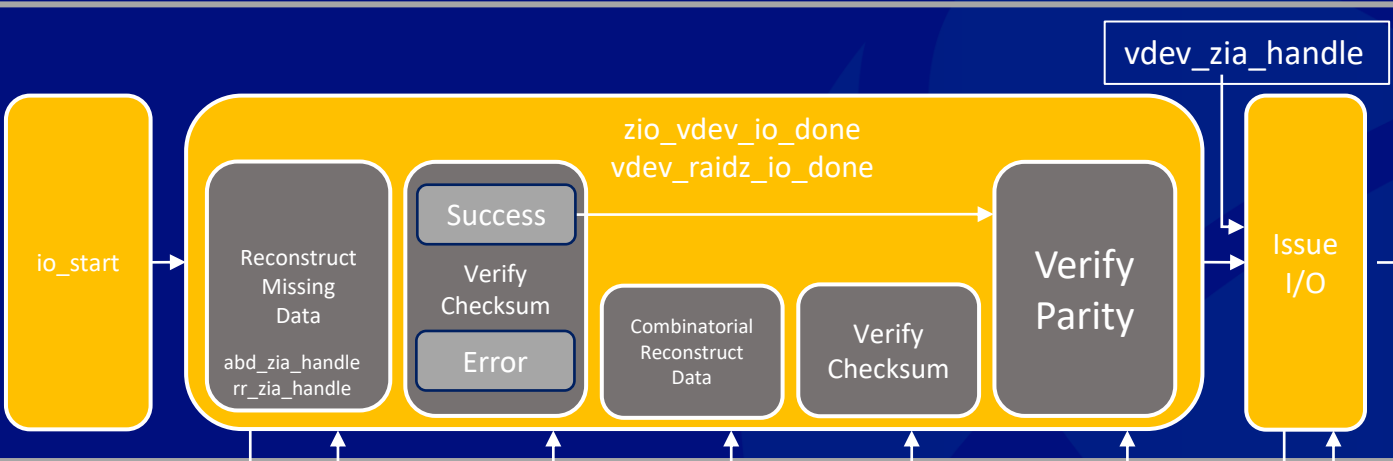 vdev_zia_handle
io_start
zio_vdev_io_done
vdev_raidz_io_done
Reconstruct
Missing
Data
abd_zia_handle
rr_zia_handle
Success
Verify
Checksum
Error
Combinatorial
Reconstruct
Data
Verify
Checksum
Verify
Parity
Issue
I/O